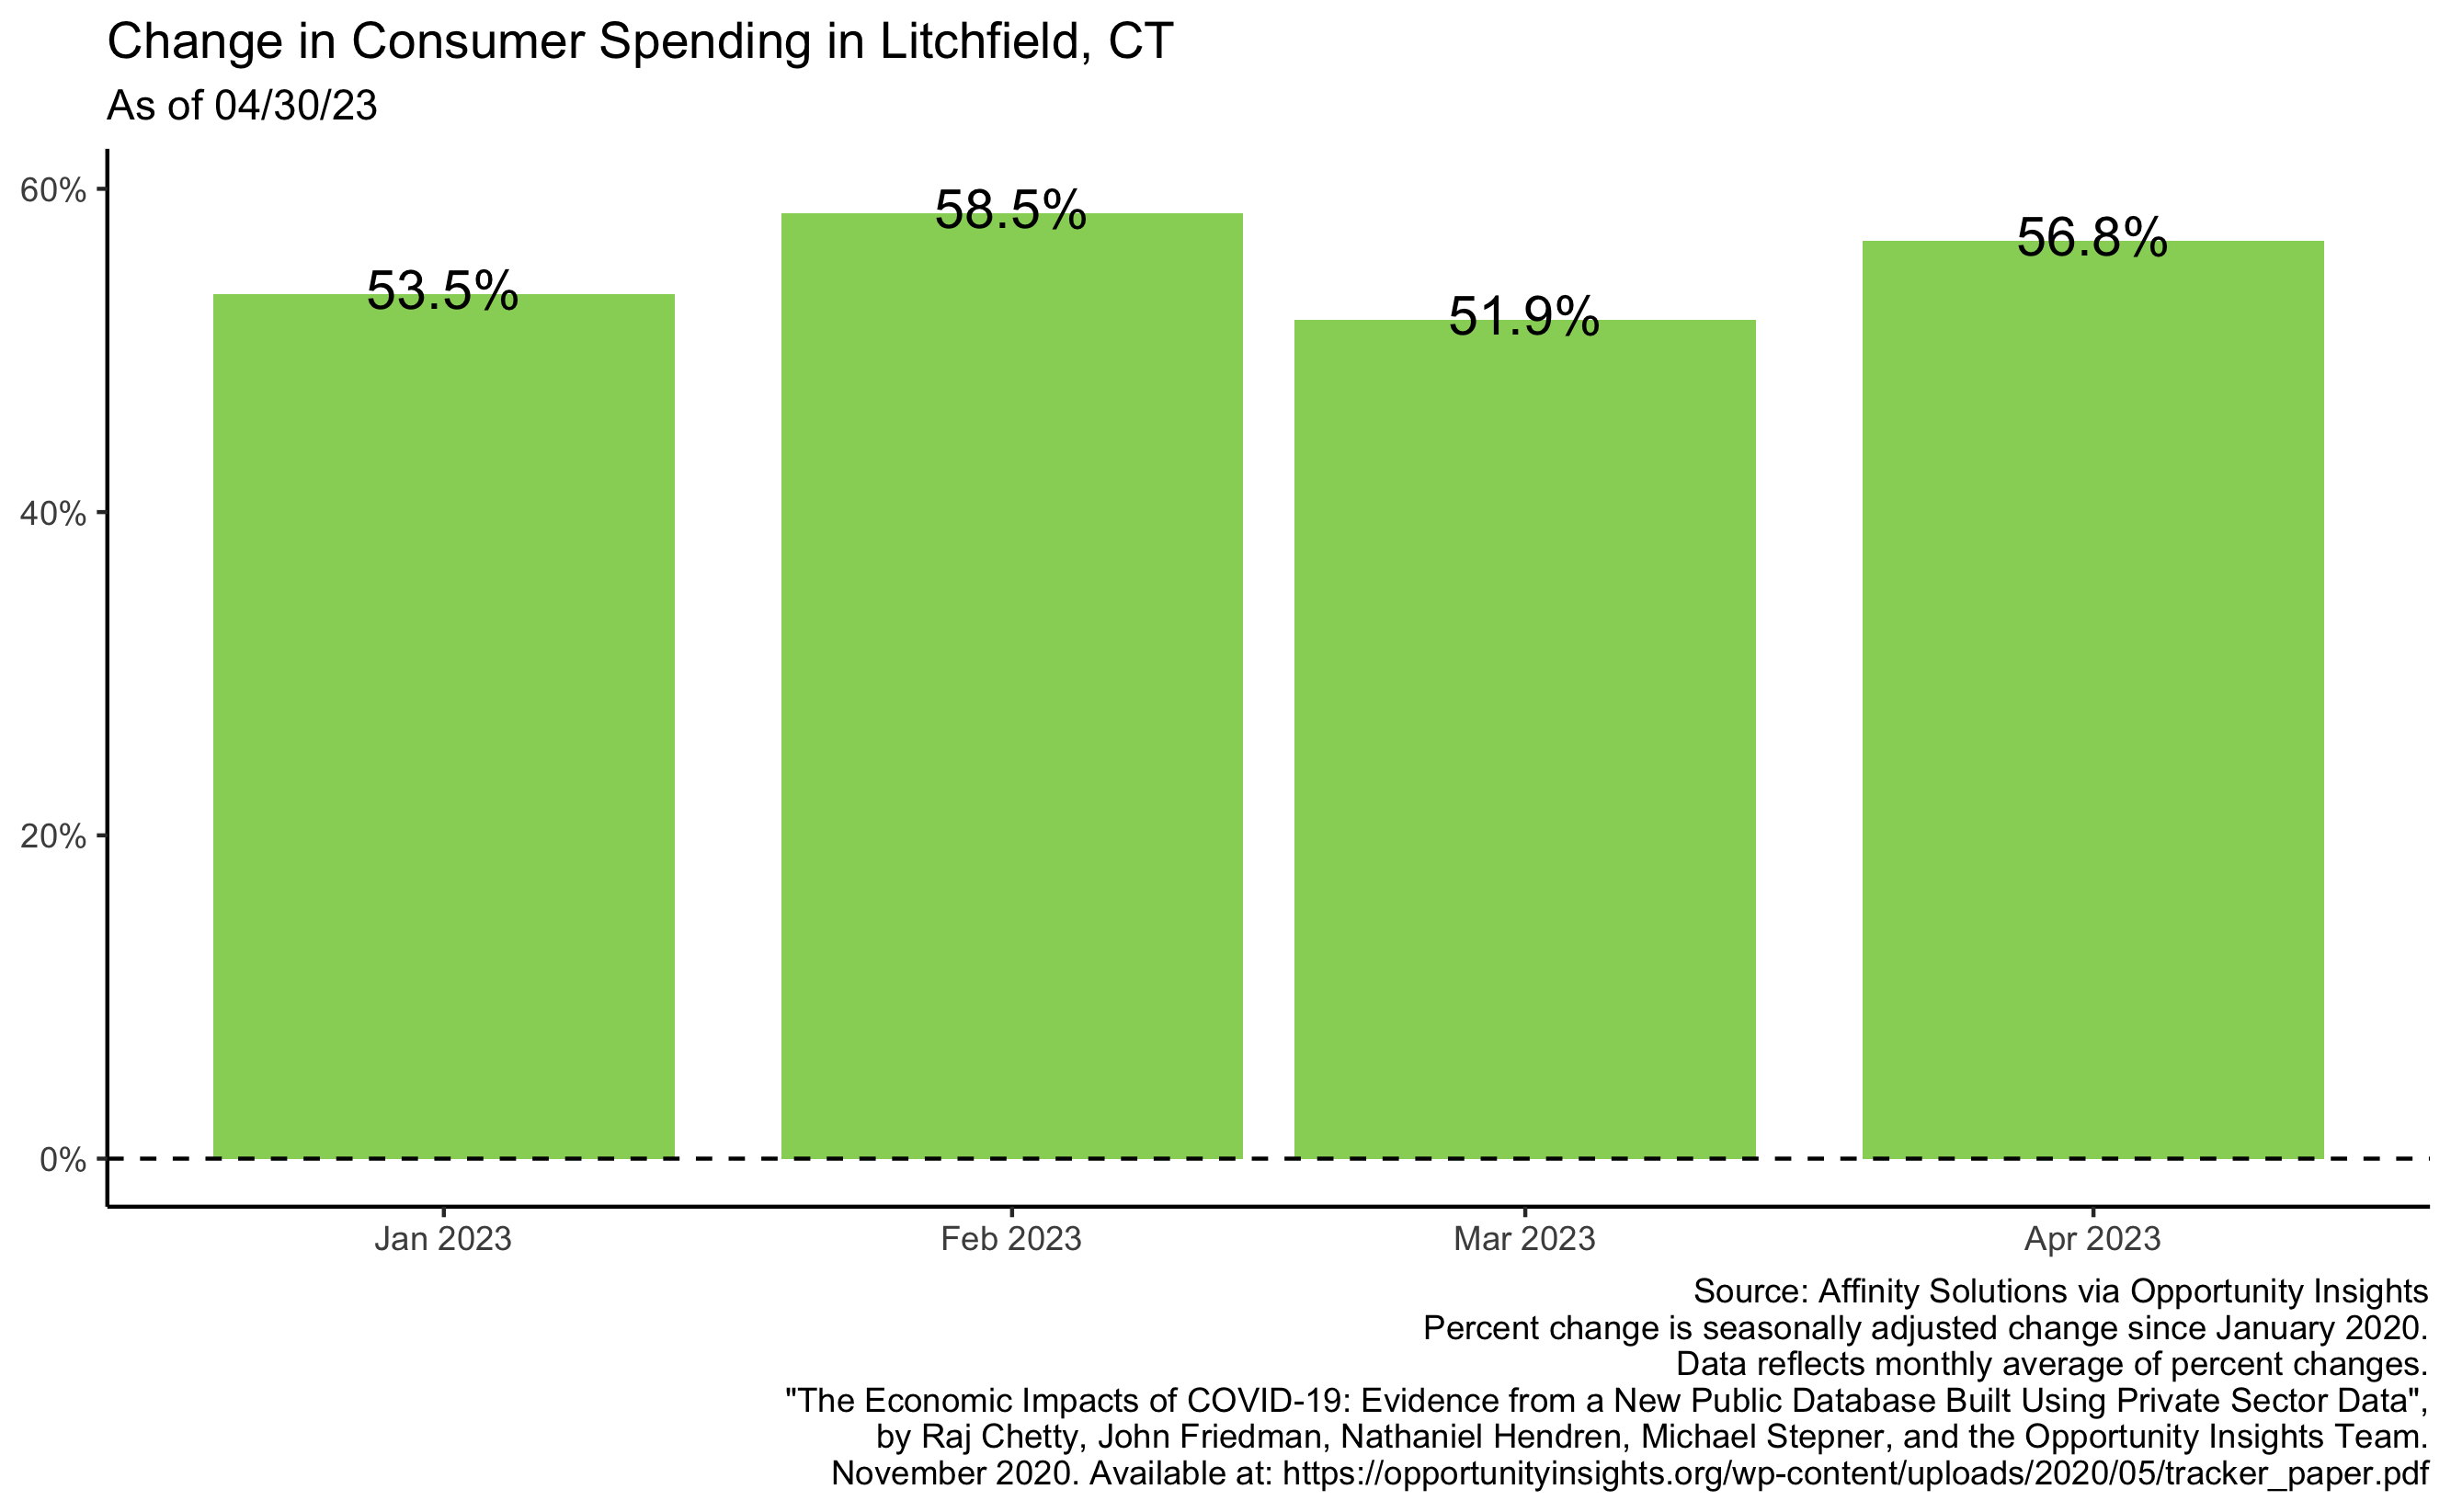 Change in Consumer Spending in Litchfield, CT
As of 04/30/23
60%
40%
20%
0%
53.5%
58.5%
51.9%
56.8%
Jan 2023
Feb 2023
Mar 2023
Apr 2023
Source: Affinity Solutions via Opportunity Insights
Percent change is seasonally adjusted change since January 2020.
Data reflects monthly average of percent changes.
"The Economic Impacts of COVID-19: Evidence from a New Public Database Built Using Private Sector Data",
by Raj Chetty, John Friedman, Nathaniel Hendren, Michael Stepner, and the Opportunity Insights Team.
November 2020. Available at: https://opportunityinsights.org/wp-content/uploads/2020/05/tracker_paper.pdf